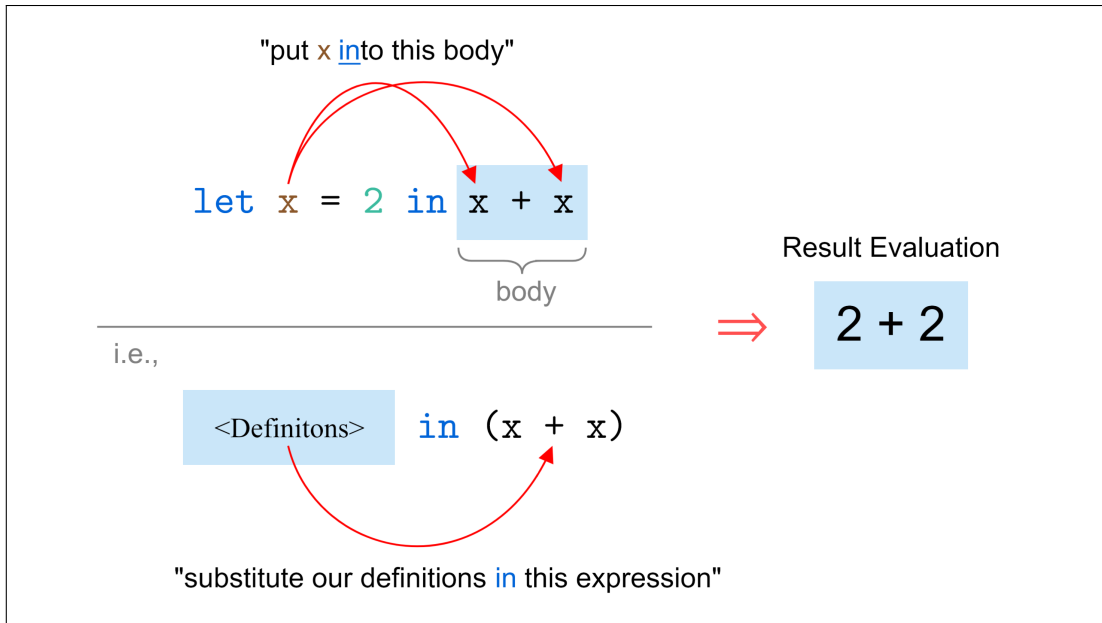 "put x into this body"
let x = 2 in x + x
body
Result Evaluation
2 + 2
⇒
i.e.,
<Definitons> in (x + x)
"substitute our definitions in this expression"